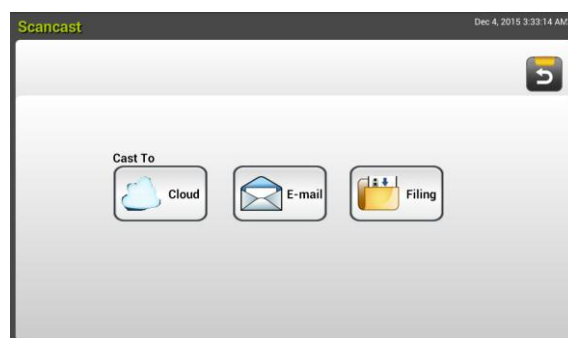 Scancast
Dec 4, 2015 3:33:14 AM
Cast To
Cloud
E-mail
Filing